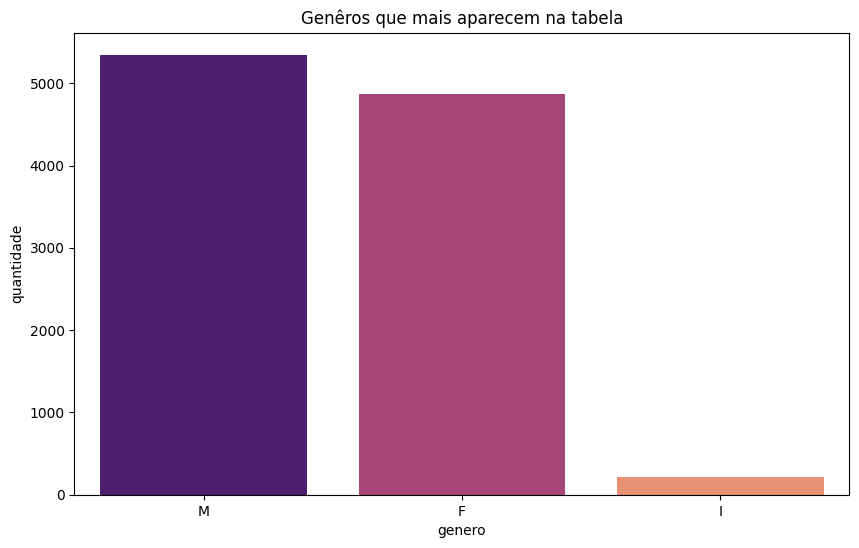 Genêros que mais aparecem na tabela
quantidade
5000
4000
3000
2000
1000
0
M
F
I
genero